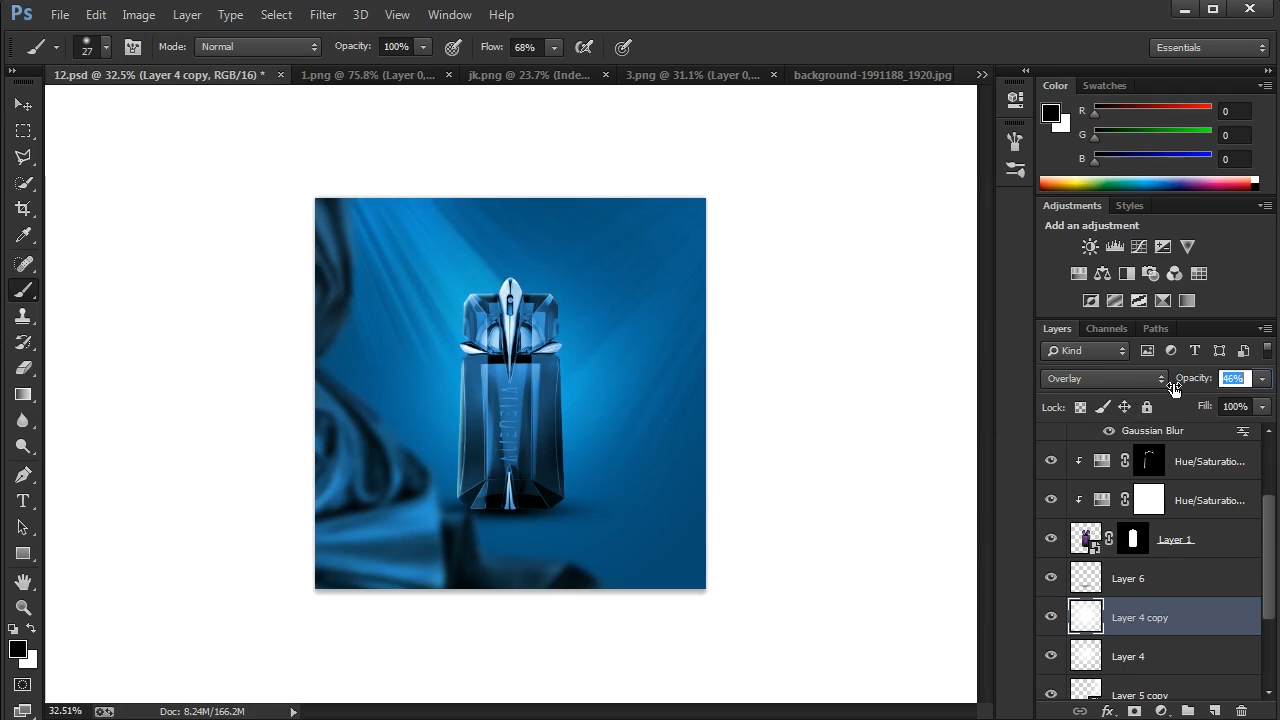 Ps File Edit Image Layer Type Select Filter 3D View Window Help
27 Mode: Normal Opacity: 100% Flow: 68% Essentials
12.psd @ 32.5% (Layer 4 copy, RGB/16) * × 1.png @ 75.8% (Layer 0,... × jk.png @ 23.7% (Inde... × 3.png @ 31.1% (Layer 0,... × background-1991188_1920.jpg
Color Swatches
R 0
G 0
B 0
Adjustments Styles
Add an adjustment
Layers Channels Paths
Kind
Overlay Opacity: 46%
Lock: Fill: 100%
Gaussian Blur
Hue/Saturatio...
Hue/Saturatio...
Layer 1
Layer 6
Layer 4 copy
Layer 4
Layer 5 copy
32.51% Doc: 8.24M/166.2M